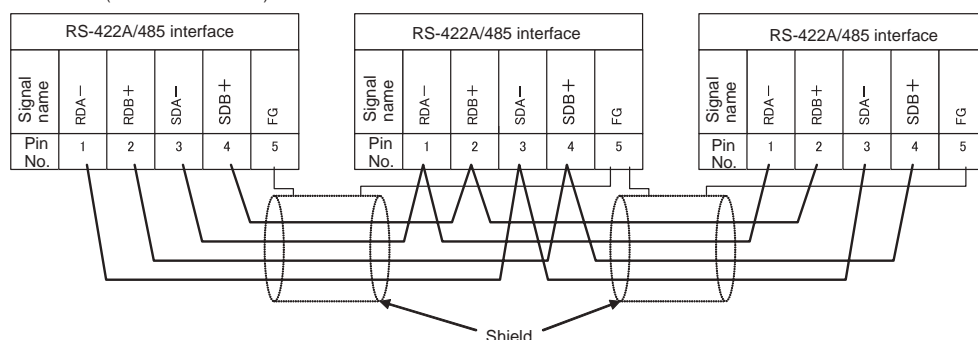 RS-422A/485 interface
Signal name RDA− RDB+ SDA− SDB+ FG
Pin No. 1 2 3 4 5
RS-422A/485 interface
Signal name RDA− RDB+ SDA− SDB+ FG
Pin No. 1 2 3 4 5
RS-422A/485 interface
Signal name RDA− RDB+ SDA− SDB+ FG
Pin No. 1 2 3 4 5
Shield